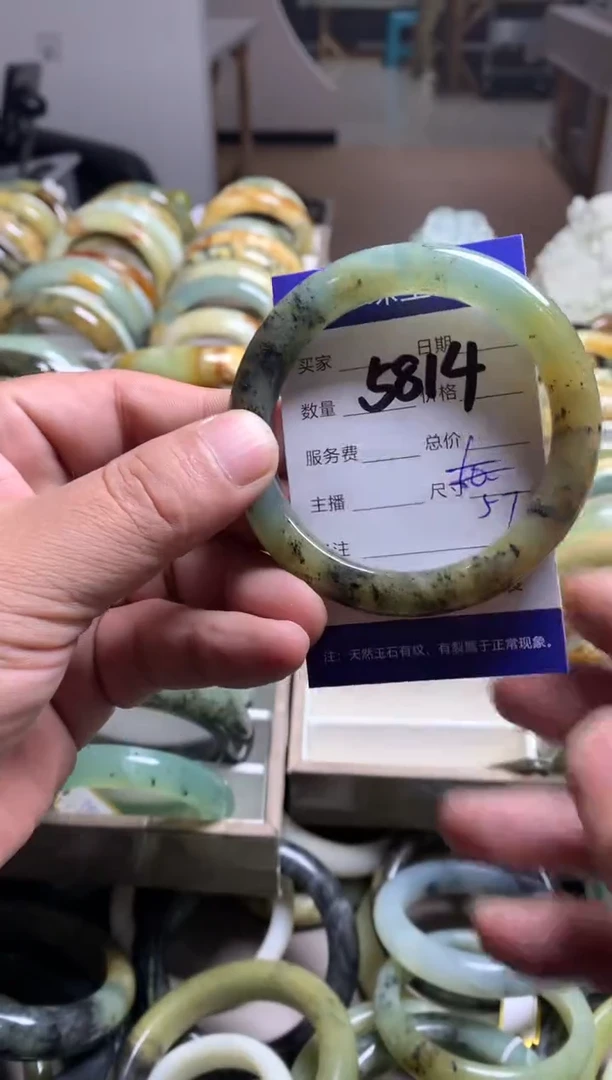 买家 日期
5814
数量 价格
服务费 总价
主播 尺寸
57
注
注：天然玉石有纹、有裂属于正常现象。